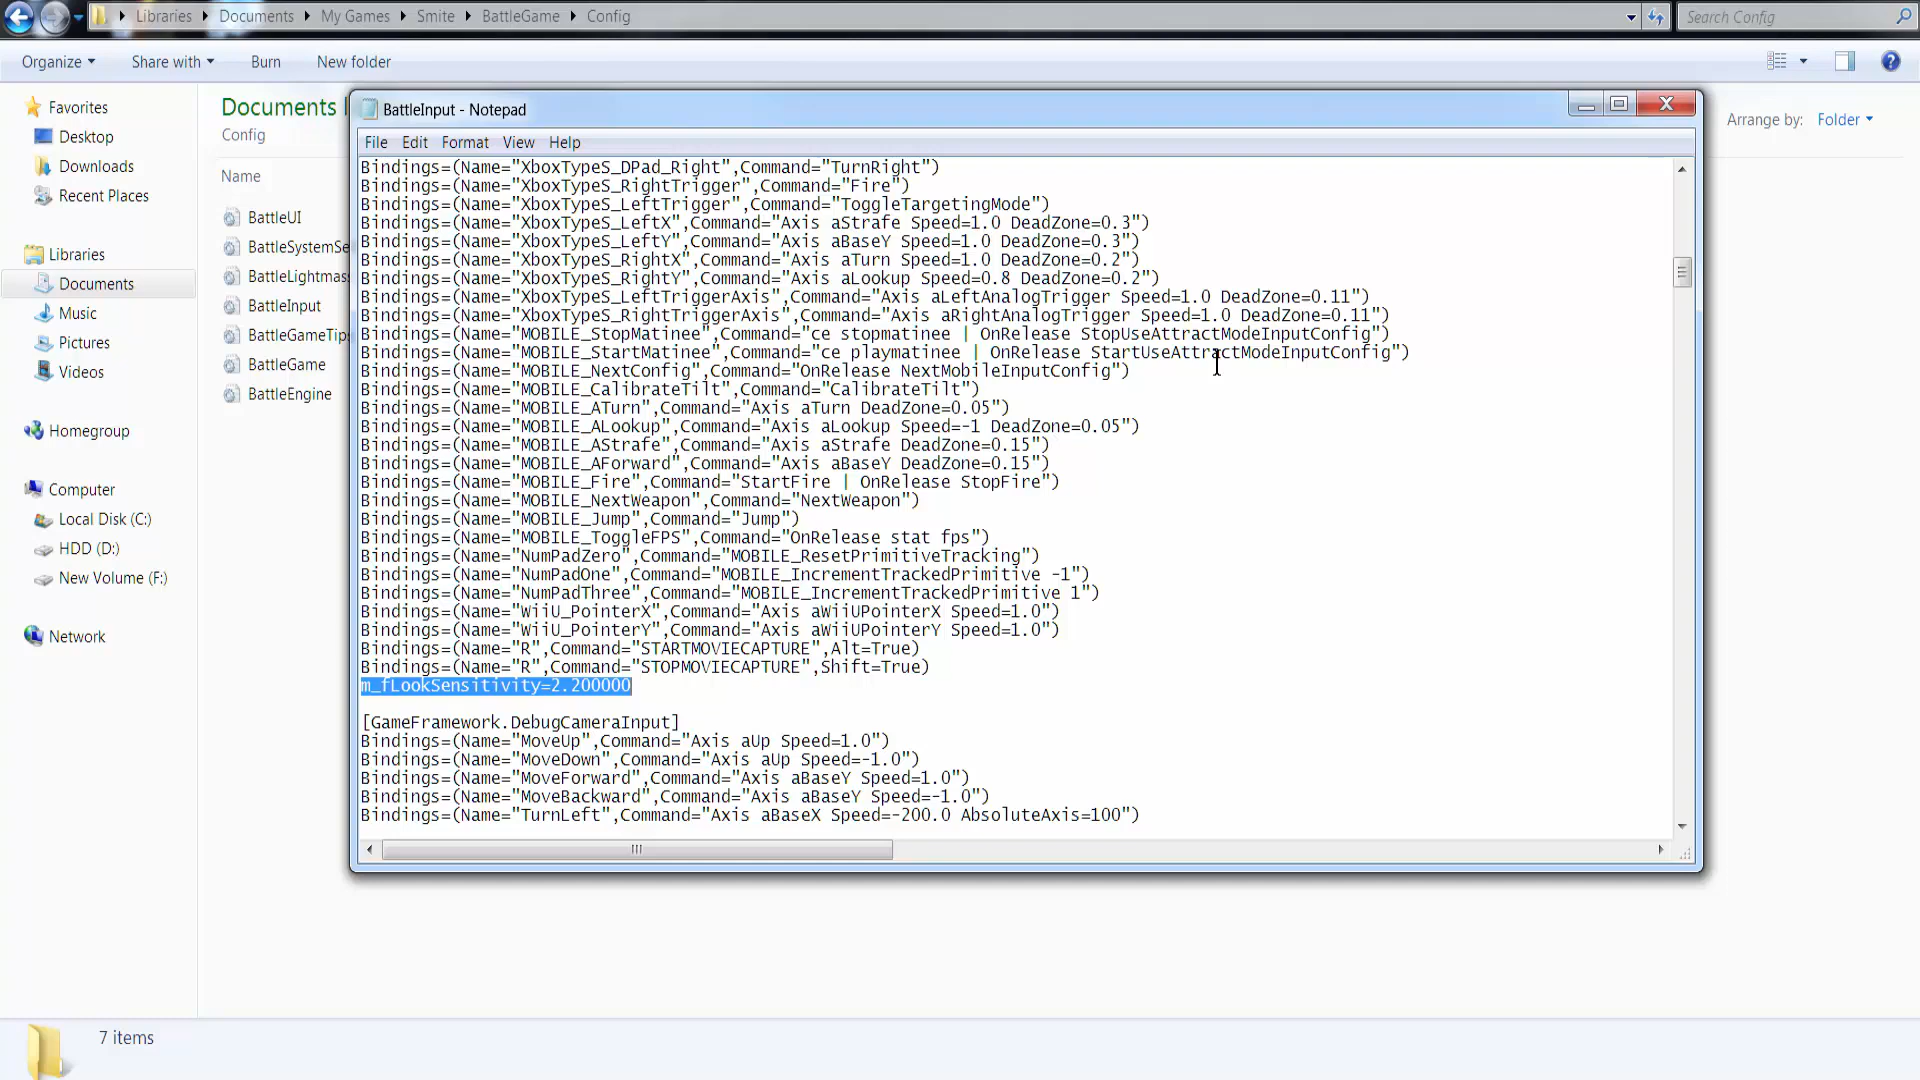 Libraries
Documents
My Games
Smite
BattleGame
Config
Search Config
Organize
Share with
Burn
New folder
Favorites
Desktop
Downloads
Recent Places
Libraries
Documents
Music
Pictures
Videos
Homegroup
Computer
Local Disk (C:)
HDD (D:)
New Volume (F:)
Network
Documents
Config
Arrange by: Folder
Name
BattleUI
BattleSystemSe
BattleLightmass
BattleInput
BattleGameTips
BattleGame
BattleEngine
BattleInput - Notepad
File Edit Format View Help
Bindings=(Name="XboxTypeS_DPad_Right",Command="TurnRight")
Bindings=(Name="XboxTypeS_RightTrigger",Command="Fire")
Bindings=(Name="XboxTypeS_LeftTrigger",Command="ToggleTargetingMode")
Bindings=(Name="XboxTypeS_LeftX",Command="Axis aStrafe Speed=1.0 DeadZone=0.3")
Bindings=(Name="XboxTypeS_LeftY",Command="Axis aBaseY Speed=1.0 DeadZone=0.3")
Bindings=(Name="XboxTypeS_RightX",Command="Axis aTurn Speed=1.0 DeadZone=0.2")
Bindings=(Name="XboxTypeS_RightY",Command="Axis aLookup Speed=0.8 DeadZone=0.2")
Bindings=(Name="XboxTypeS_LeftTriggerAxis",Command="Axis aLeftAnalogTrigger Speed=1.0 DeadZone=0.11")
Bindings=(Name="XboxTypeS_RightTriggerAxis",Command="Axis aRightAnalogTrigger Speed=1.0 DeadZone=0.11")
Bindings=(Name="MOBILE_StopMatinee",Command="ce stopmatinee | OnRelease StopUseAttractModeInputConfig")
Bindings=(Name="MOBILE_StartMatinee",Command="ce playmatinee | OnRelease StartUseAttractModeInputConfig")
Bindings=(Name="MOBILE_NextConfig",Command="OnRelease NextMobileInputConfig")
Bindings=(Name="MOBILE_CalibrateTilt",Command="CalibrateTilt")
Bindings=(Name="MOBILE_ATurn",Command="Axis aTurn DeadZone=0.05")
Bindings=(Name="MOBILE_ALookup",Command="Axis aLookup Speed=-1 DeadZone=0.05")
Bindings=(Name="MOBILE_AStrafe",Command="Axis aStrafe DeadZone=0.15")
Bindings=(Name="MOBILE_AForward",Command="Axis aBaseY DeadZone=0.15")
Bindings=(Name="MOBILE_Fire",Command="StartFire | OnRelease StopFire")
Bindings=(Name="MOBILE_NextWeapon",Command="NextWeapon")
Bindings=(Name="MOBILE_Jump",Command="Jump")
Bindings=(Name="MOBILE_ToggleFPS",Command="OnRelease stat fps")
Bindings=(Name="NumPadZero",Command="MOBILE_ResetPrimitiveTracking")
Bindings=(Name="NumPadOne",Command="MOBILE_IncrementTrackedPrimitive -1")
Bindings=(Name="NumPadThree",Command="MOBILE_IncrementTrackedPrimitive 1")
Bindings=(Name="WiiU_PointerX",Command="Axis aWiiUPointerX Speed=1.0")
Bindings=(Name="WiiU_PointerY",Command="Axis aWiiUPointerY Speed=1.0")
Bindings=(Name="R",Command="STARTMOVIECAPTURE",Alt=True)
Bindings=(Name="R",Command="STOPMOVIECAPTURE",Shift=True)
m_fLookSensitivity=2.200000
[GameFramework.DebugCameraInput]
Bindings=(Name="MoveUp",Command="Axis aUp Speed=1.0")
Bindings=(Name="MoveDown",Command="Axis aUp Speed=-1.0")
Bindings=(Name="MoveForward",Command="Axis aBaseY Speed=1.0")
Bindings=(Name="MoveBackward",Command="Axis aBaseY Speed=-1.0")
Bindings=(Name="TurnLeft",Command="Axis aBaseX Speed=-200.0 AbsoluteAxis=100")
7 items